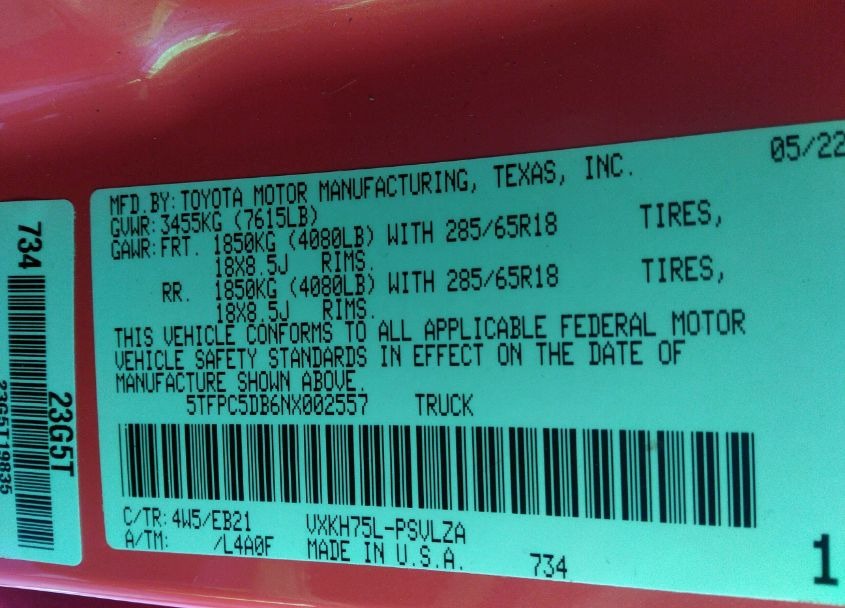 05/22
MFD.BY: TOYOTA MOTOR MANUFACTURING, TEXAS, INC.
GVWR: 3455KG (7615LB)
GAWR: FRT. 1850KG (4080LB) WITH 285/65R18 TIRES,
18X8.5J RIMS.
RR. 1850KG (4080LB) WITH 285/65R18 TIRES,
18X8.5J RIMS.
THIS VEHICLE CONFORMS TO ALL APPLICABLE FEDERAL MOTOR
VEHICLE SAFETY STANDARDS IN EFFECT ON THE DATE OF
MANUFACTURE SHOWN ABOVE.
5TFPC5DB6NX002557 TRUCK
C/TR: 4W5/EB21 VXKH75L-PSVLZA
A/TM: /L4A0F MADE IN U.S.A. 734
1
734
23G5T
23G5T19835